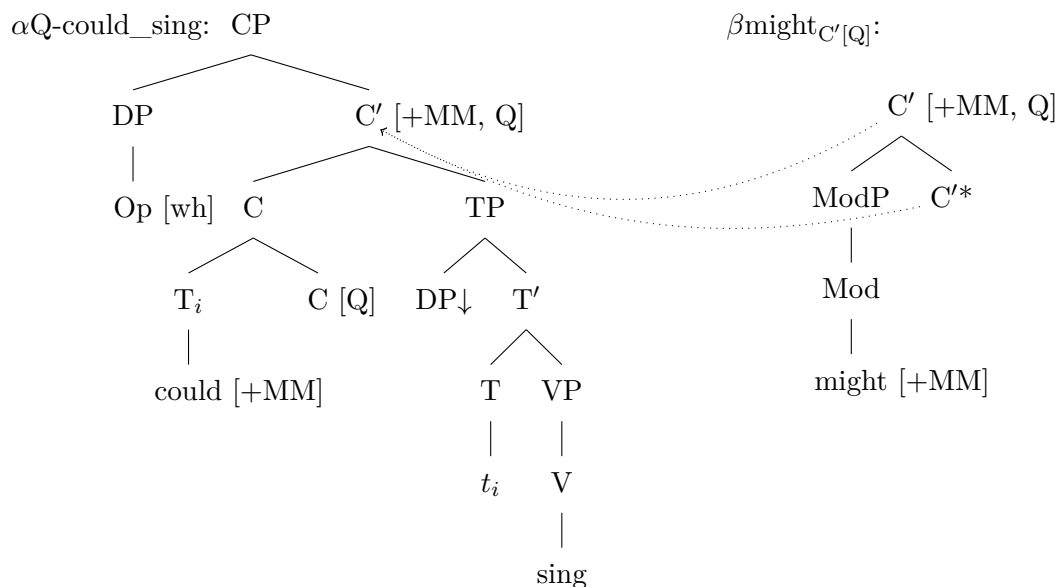 αQ-could_sing: CP βmight_C′[Q]:
DP C′ [+MM, Q] C′ [+MM, Q]
Op [wh] C TP ModP C′*
T_i C [Q] DP↓ T′ Mod
could [+MM] T VP might [+MM]
t_i V
sing